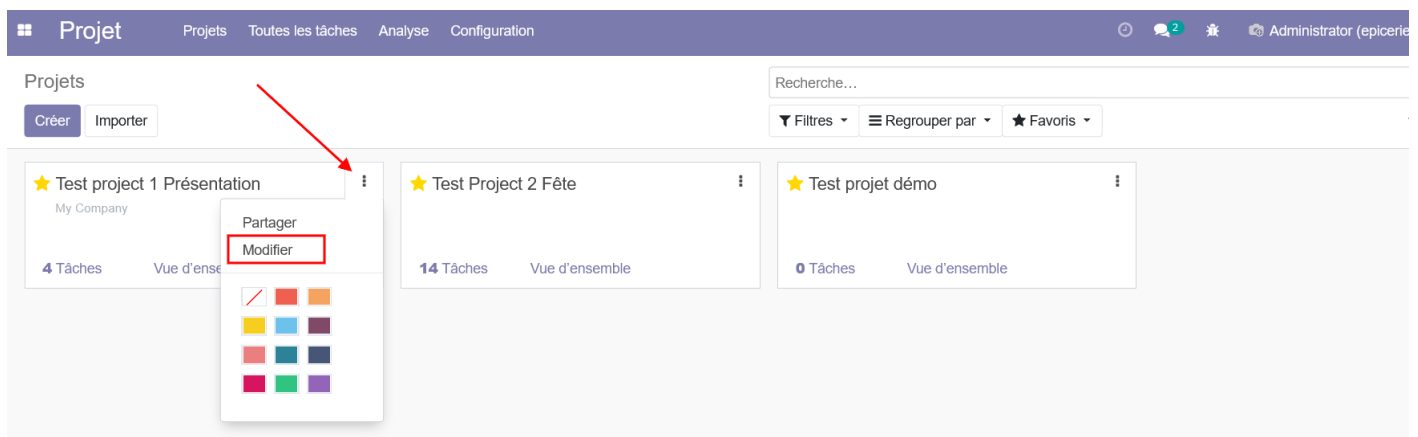 Projet Projets Toutes les tâches Analyse Configuration 2 Administrator (epicerie
Projets Recherche...
Créer Importer Filtres Regrouper par Favoris
Test project 1 Présentation Test Project 2 Fête Test projet démo
My Company
Partager
Modifier
4 Tâches Vue d'ense 14 Tâches Vue d'ensemble 0 Tâches Vue d'ensemble